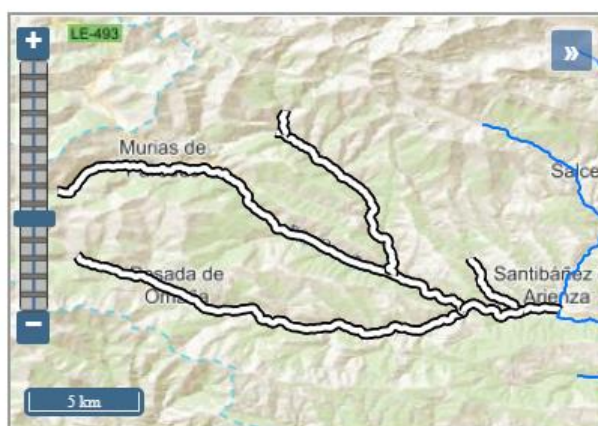 LE-493
Murias de
Salce
Posada de
Omaña
Santibáñez
Arienza
5 km